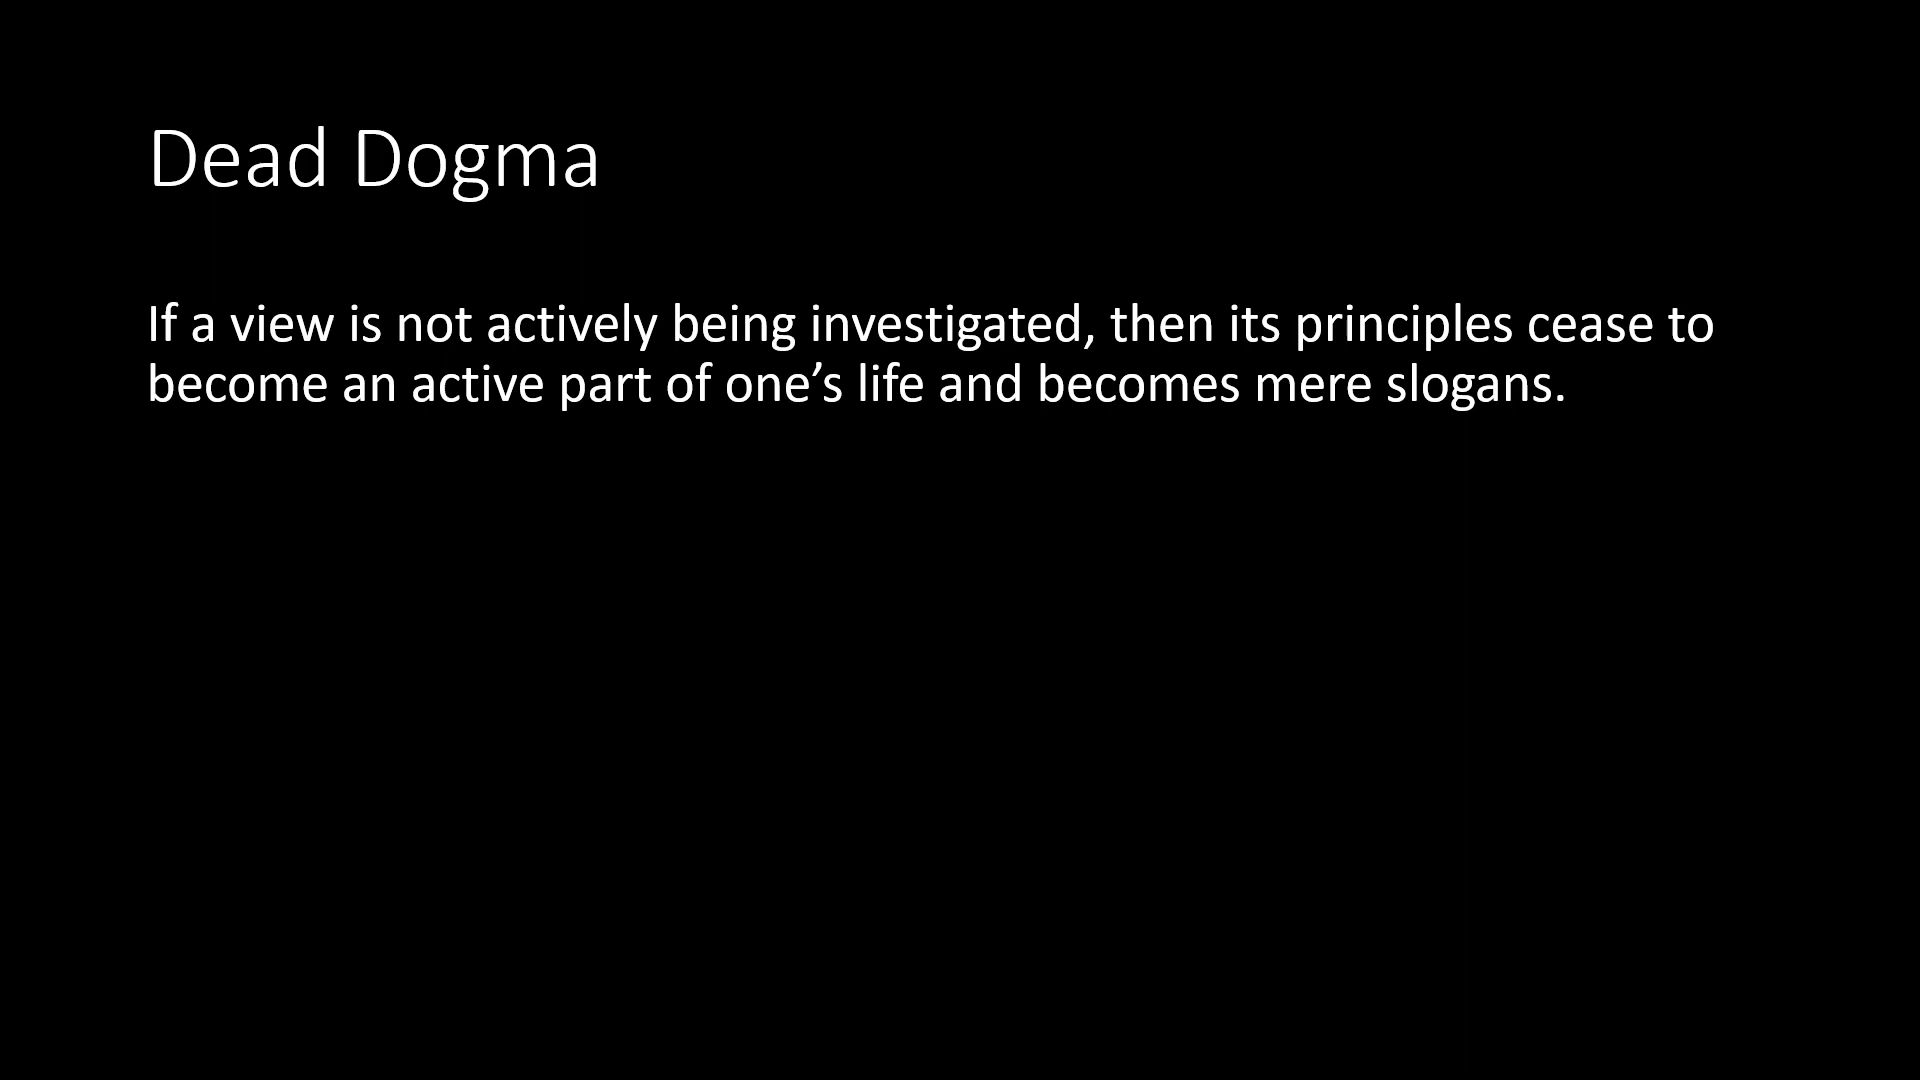 Dead Dogma
If a view is not actively being investigated, then its principles cease to
become an active part of one’s life and becomes mere slogans.